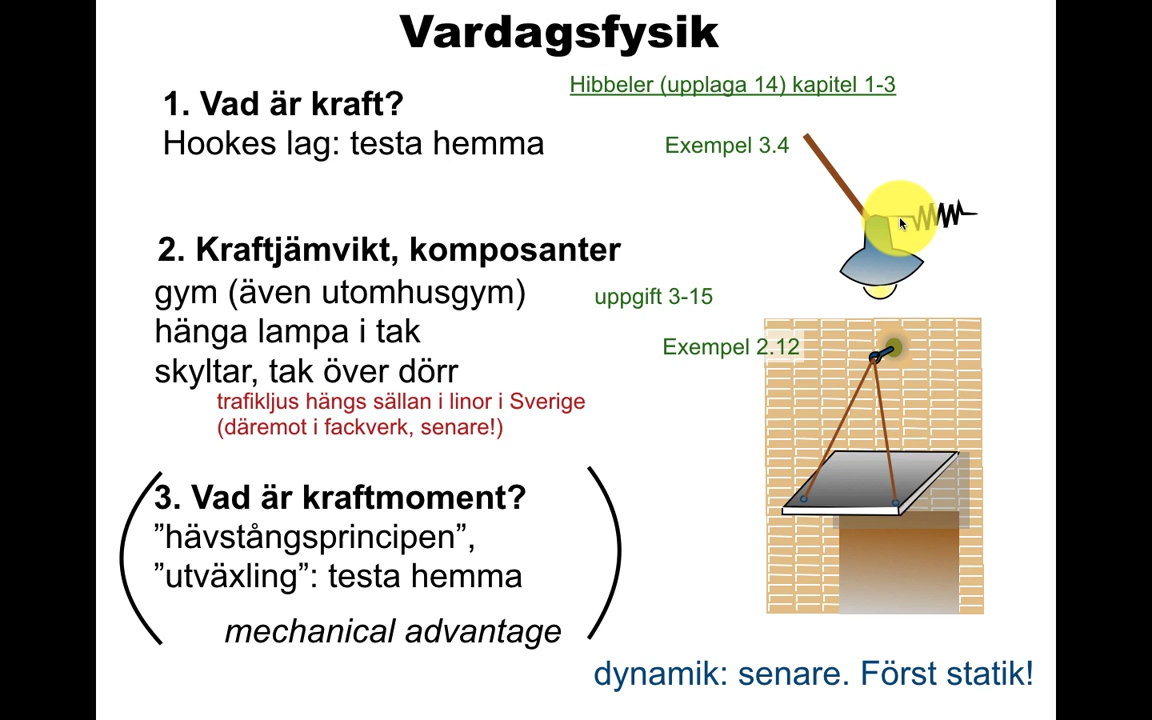 Vardagsfysik
Hibbeler (upplaga 14) kapitel 1-3
1. Vad är kraft?
Hookes lag: testa hemma
Exempel 3.4
2. Kraftjämvikt, komposanter
gym (även utomhusgym)
uppgift 3-15
hänga lampa i tak
Exempel 2.12
skyltar, tak över dörr
trafikljus hängs sällan i linor i Sverige
(däremot i fackverk, senare!)
3. Vad är kraftmoment?
”hävstångsprincipen”,
”utväxling”: testa hemma
mechanical advantage
dynamik: senare. Först statik!